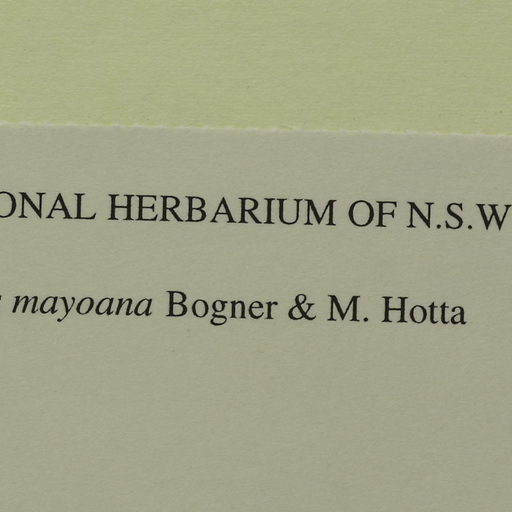 ONAL HERBARIUM OF N.S.W
mayoana Bogner & M. Hotta